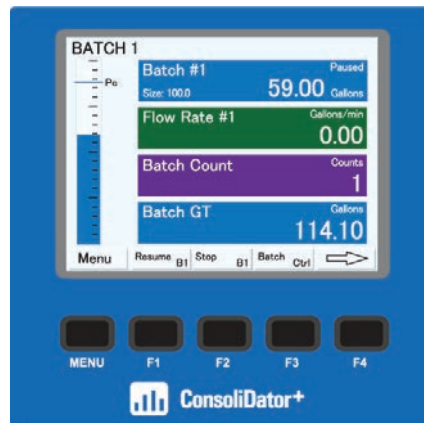 BATCH 1
Pe
Batch #1 Paused
Size: 100.0 59.00 Gallons
Flow Rate #1 Gallons/min
0.00
Batch Count Counts
1
Batch GT Gallons
114.10
Menu Resume B1 Stop B1 Batch Ctrl
MENU F1 F2 F3 F4
ConsoliDator+